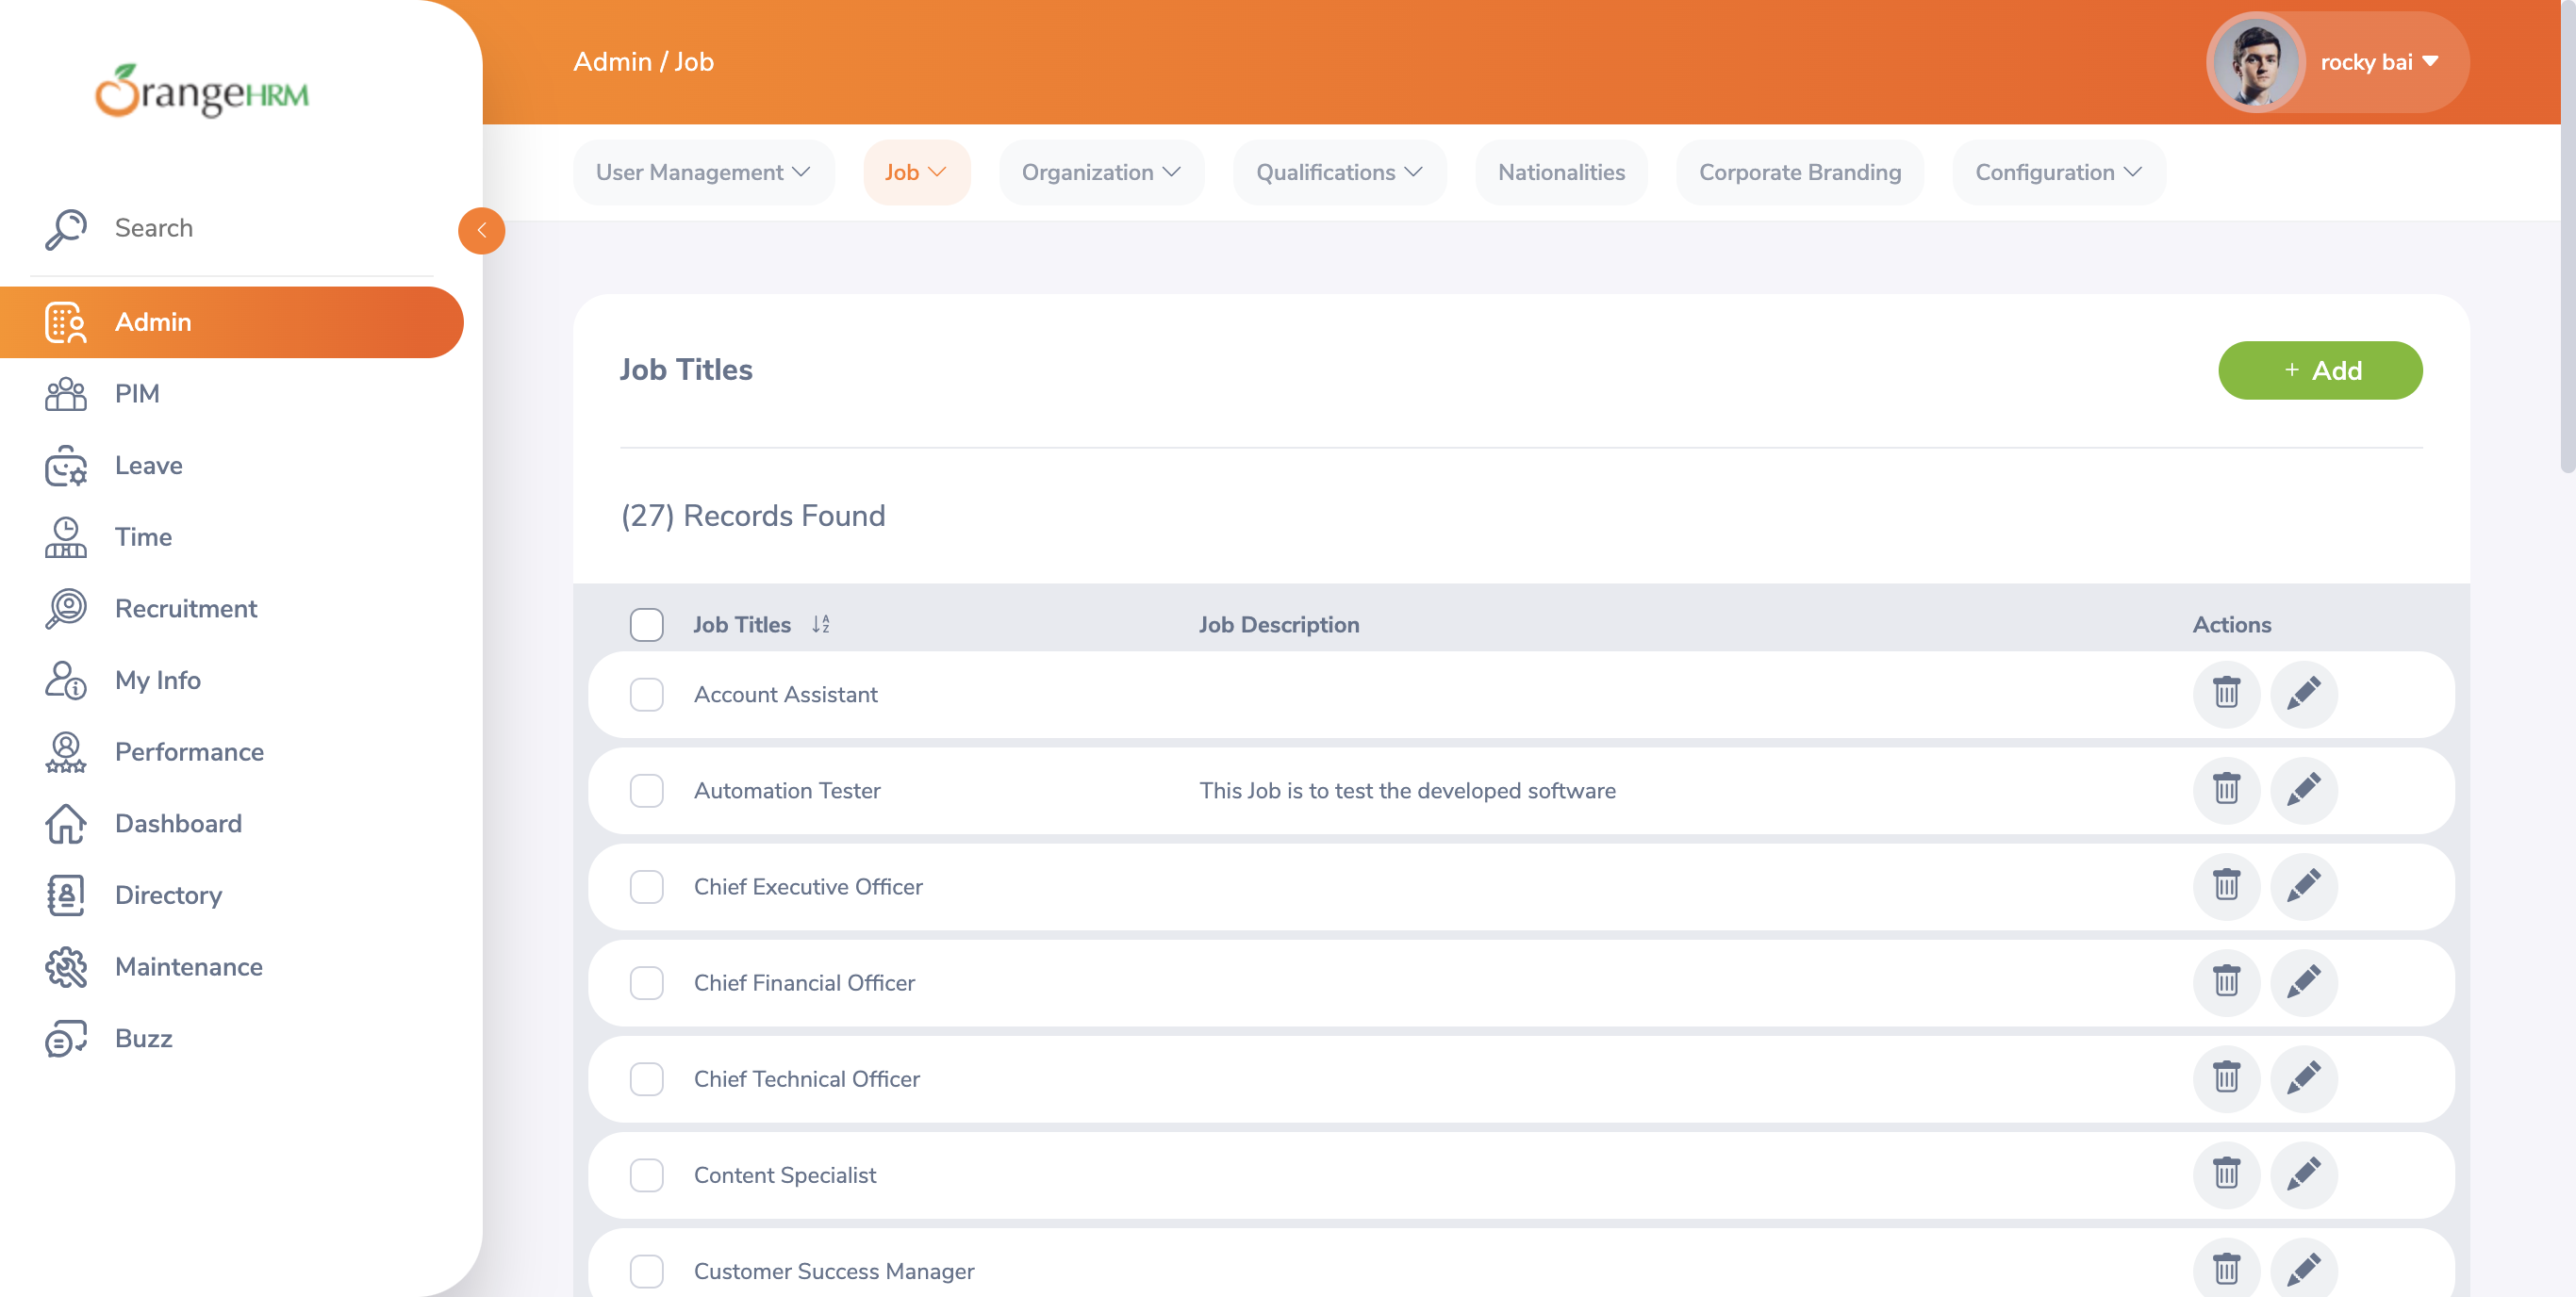 OrangeHRM
Admin / Job
rocky bai
User Management
Job
Organization
Qualifications
Nationalities
Corporate Branding
Configuration
Search
Admin
PIM
Leave
Time
Recruitment
My Info
Performance
Dashboard
Directory
Maintenance
Buzz
Job Titles
+ Add
(27) Records Found
Job Titles Job Description Actions
Account Assistant
Automation Tester This Job is to test the developed software
Chief Executive Officer
Chief Financial Officer
Chief Technical Officer
Content Specialist
Customer Success Manager